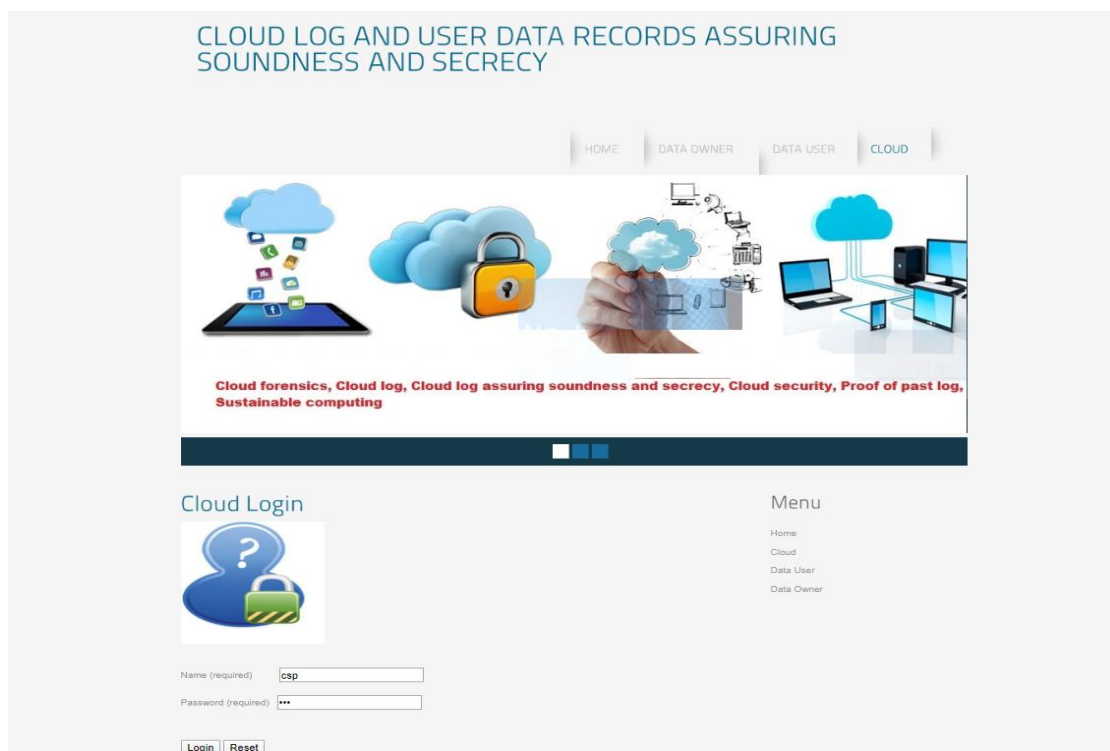 CLOUD LOG AND USER DATA RECORDS ASSURING
SOUNDNESS AND SECRECY
HOME
DATA OWNER
DATA USER
CLOUD
Cloud forensics, Cloud log, Cloud log assuring soundness and secrecy, Cloud security, Proof of past log,
Sustainable computing
Cloud Login
Menu
Home
Cloud
Data User
Data Owner
?
Name (required) csp
Password (required) •••
Login Reset